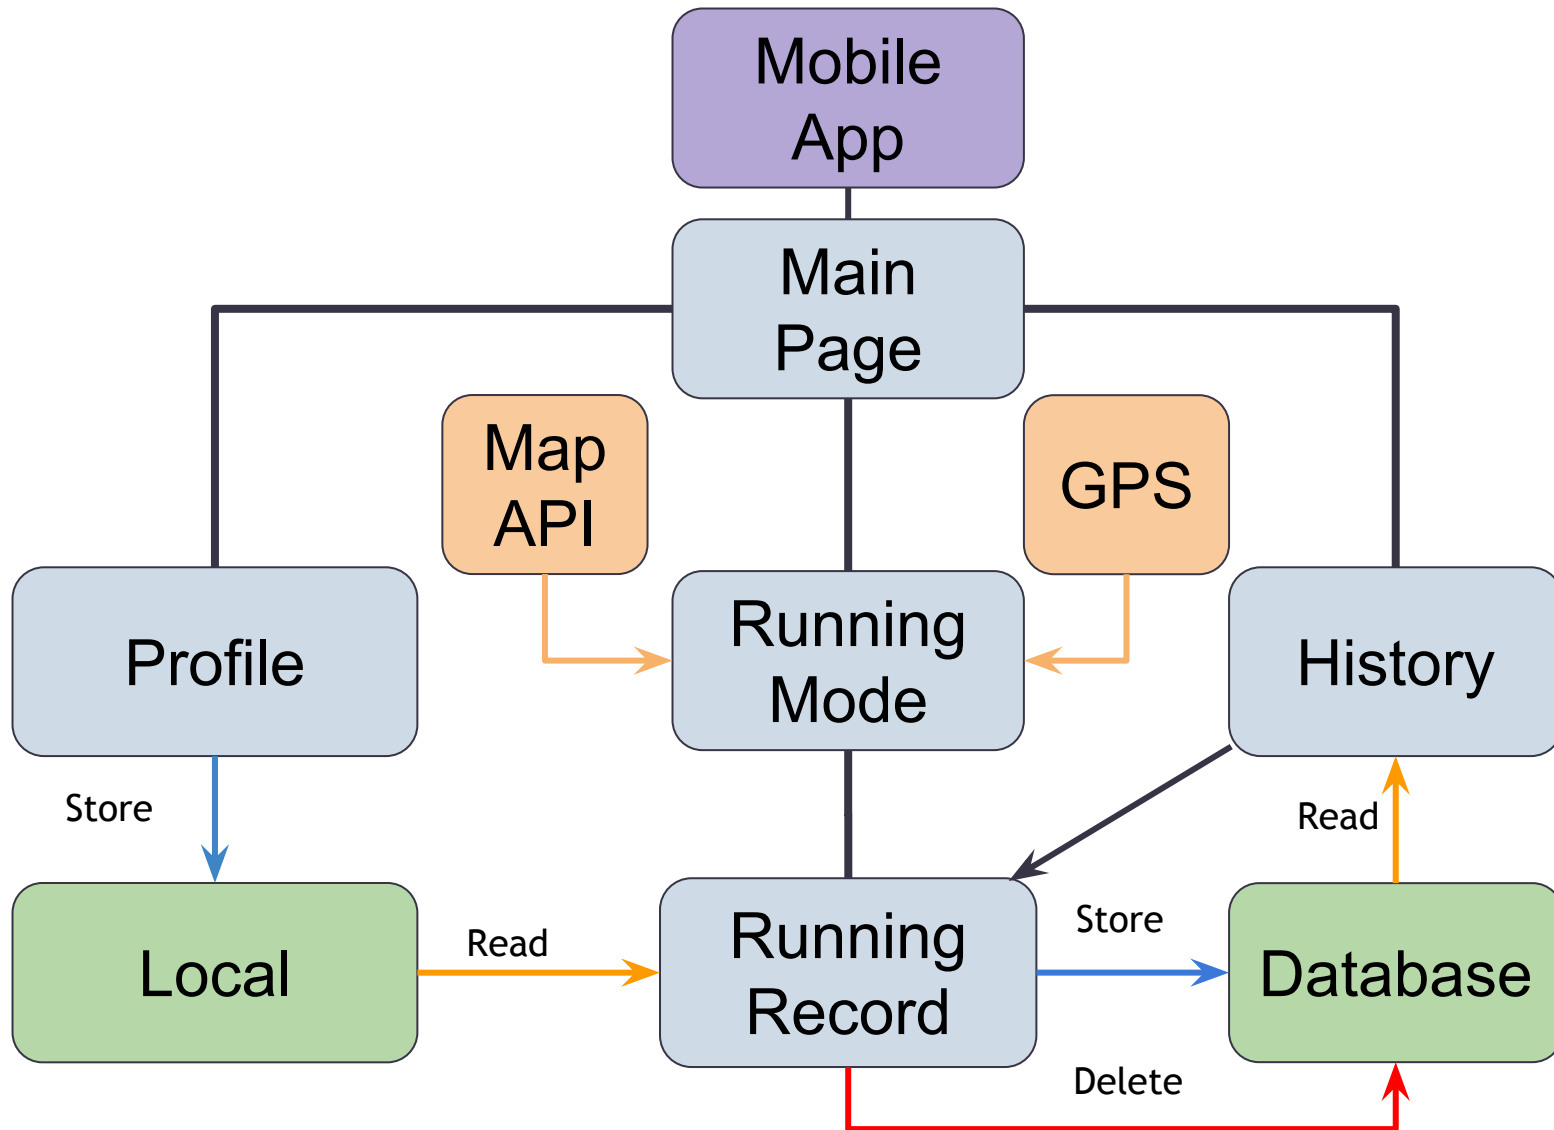 Mobile
App
Main
Page
Map
API
GPS
Profile
Running
Mode
History
Store
Read
Local
Read
Running
Record
Store
Database
Delete